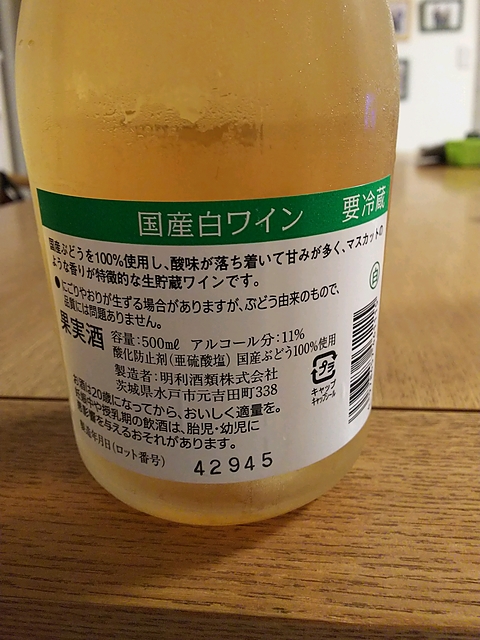 国産白ワイン 要冷蔵
国産ぶどうを100%使用し、酸味が落ち着いて甘みが多く、マスカットの
ような香りが特徴的な生貯蔵ワインです。
●にごりやおりが生ずる場合がありますが、ぶどう由来のもので、
品質には問題ありません。
果実酒
容量:500ml アルコール分:11%
酸化防止剤(亜硫酸塩) 国産ぶどう100%使用
製造者:明利酒類株式会社
茨城県水戸市元吉田町338
プラ
キャップ
キャップシール
お酒は20歳になってから、おいしく適量を。
妊娠中や授乳期の飲酒は、胎児・幼児に
悪影響を与えるおそれがあります。
製造年月日(ロット番号)
42945